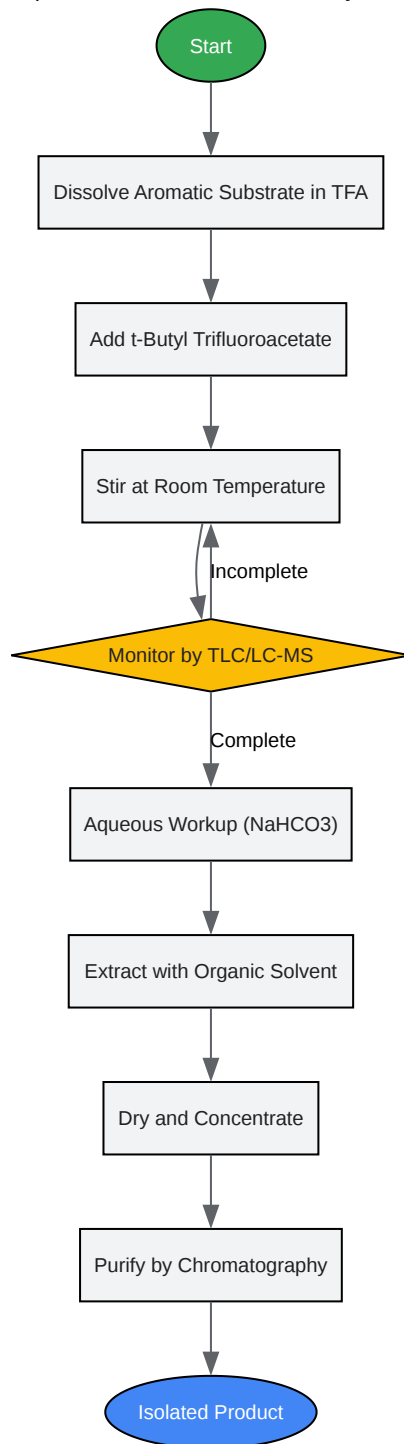 Start
Dissolve Aromatic Substrate in TFA
Add t-Butyl Trifluoroacetate
Stir at Room Temperature
Incomplete
Monitor by TLC/LC-MS
Complete
Aqueous Workup (NaHCO3)
Extract with Organic Solvent
Dry and Concentrate
Purify by Chromatography
Isolated Product